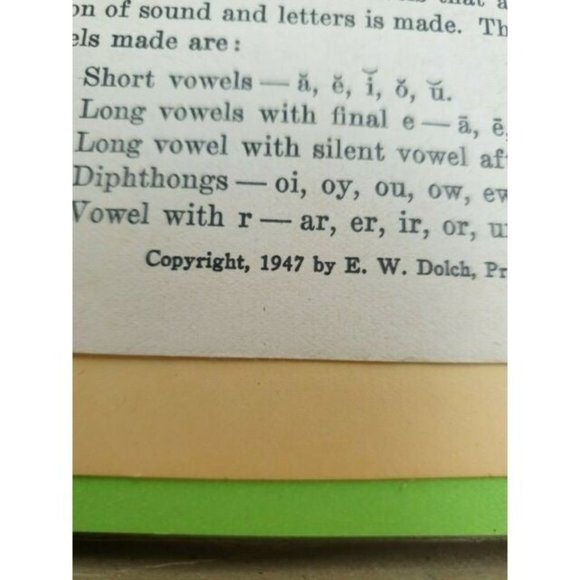 on of sound and letters is made. Th
els made are:
Short vowels — ă, ĕ, ĭ, ŏ, ŭ.
Long vowels with final e — ā, ē,
Long vowel with silent vowel af
Diphthongs — oi, oy, ou, ow, ew
Vowel with r — ar, er, ir, or, u
Copyright, 1947 by E. W. Dolch, Pr